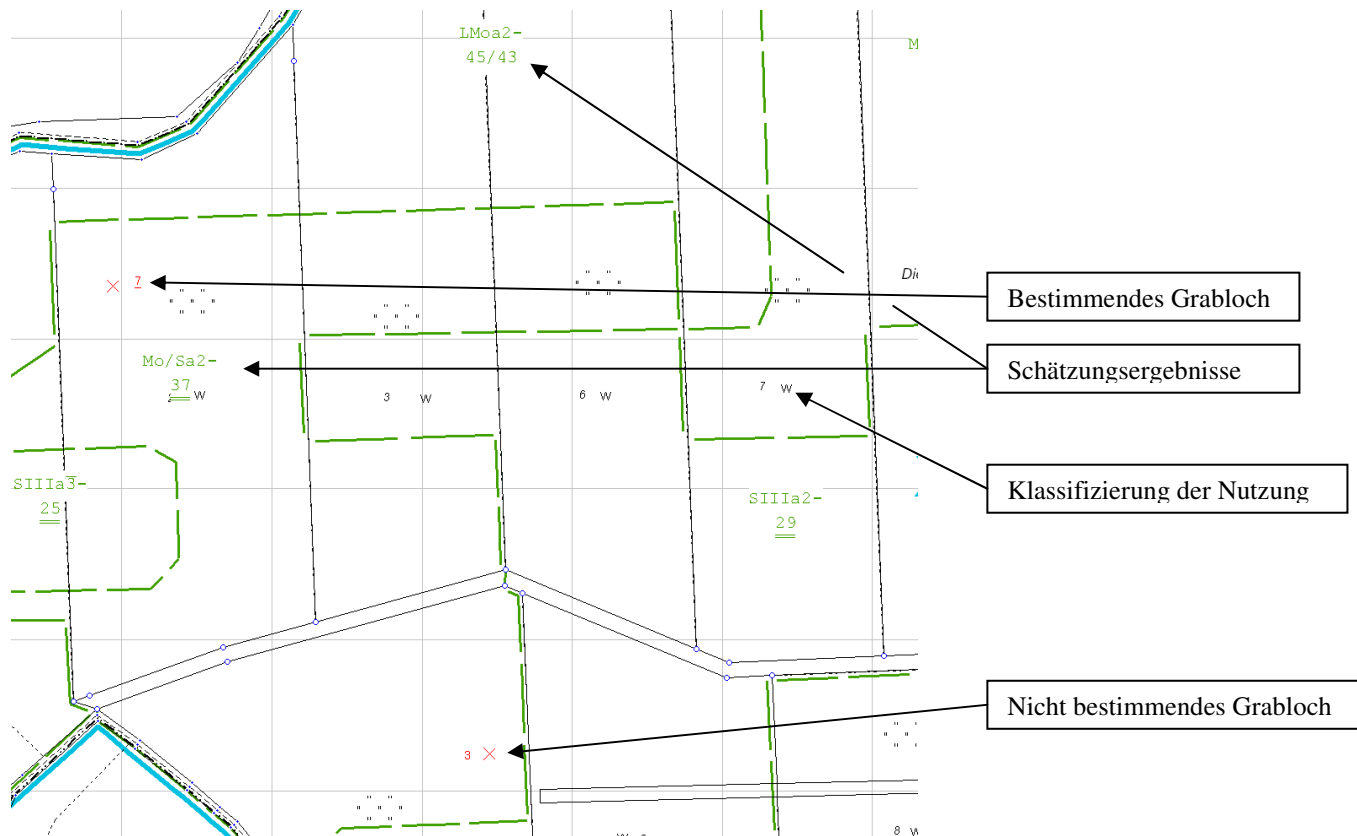 LMoa2-
45/43
M
7
Di
Bestimmendes Grabloch
Mo/Sa2-
37
W
3 W
6 W
7 W
Schätzungsergebnisse
SIIIa3-
25
SIIIa2-
29
Klassifizierung der Nutzung
3
Nicht bestimmendes Grabloch
8 W